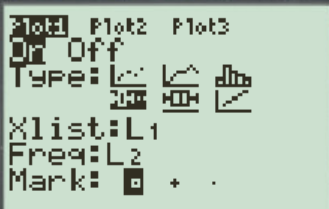 Plot1 Plot2 Plot3
On Off
Type:
Xlist:L1
Freq:L2
Mark: